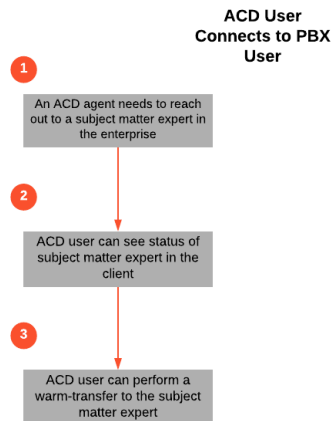 ACD User
Connects to PBX
User
1
An ACD agent needs to reach
out to a subject matter expert in
the enterprise
2
ACD user can see status of
subject matter expert in the
client
3
ACD user can perform a
warm-transfer to the subject
matter expert